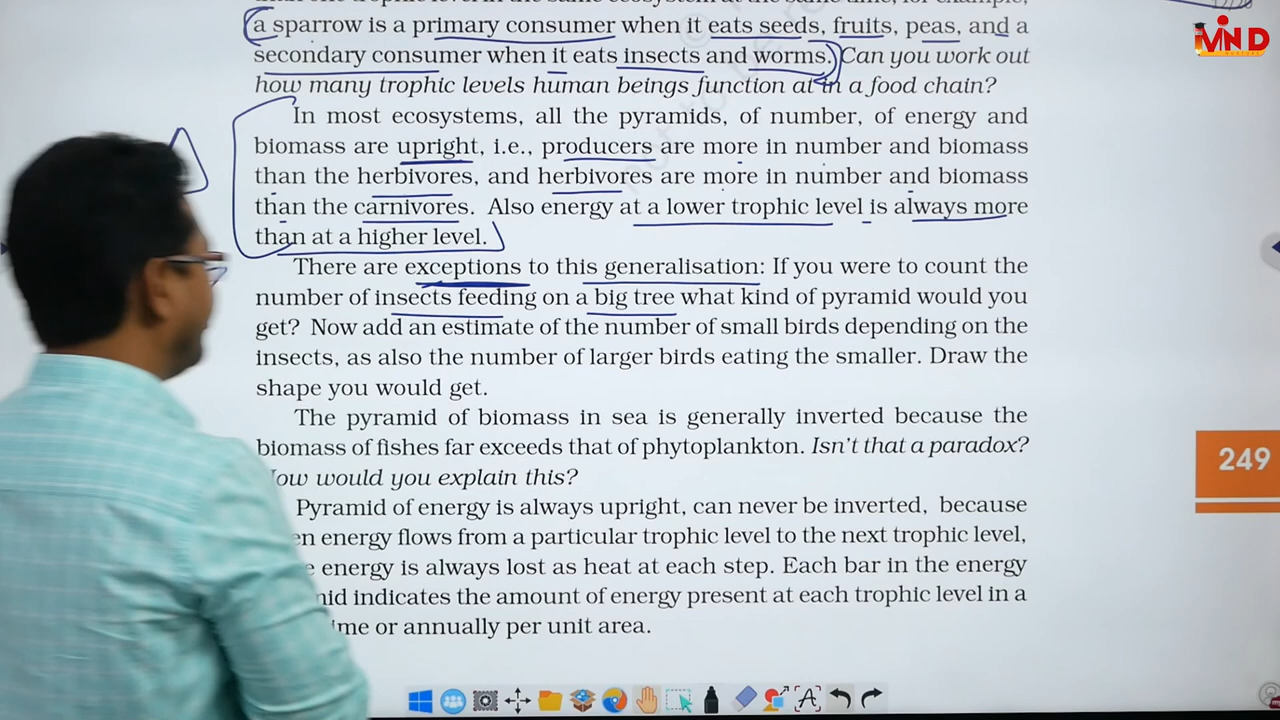 a sparrow is a primary consumer when it eats seeds, fruits, peas, and a
secondary consumer when it eats insects and worms. Can you work out
how many trophic levels human beings function at in a food chain?
In most ecosystems, all the pyramids, of number, of energy and
biomass are upright, i.e., producers are more in number and biomass
than the herbivores, and herbivores are more in number and biomass
than the carnivores. Also energy at a lower trophic level is always more
than at a higher level.
There are exceptions to this generalisation: If you were to count the
number of insects feeding on a big tree what kind of pyramid would you
get? Now add an estimate of the number of small birds depending on the
insects, as also the number of larger birds eating the smaller. Draw the
shape you would get.
The pyramid of biomass in sea is generally inverted because the
biomass of fishes far exceeds that of phytoplankton. Isn't that a paradox?
ow would you explain this?
Pyramid of energy is always upright, can never be inverted, because
en energy flows from a particular trophic level to the next trophic level,
e energy is always lost as heat at each step. Each bar in the energy
mid indicates the amount of energy present at each trophic level in a
ime or annually per unit area.
249
MIND